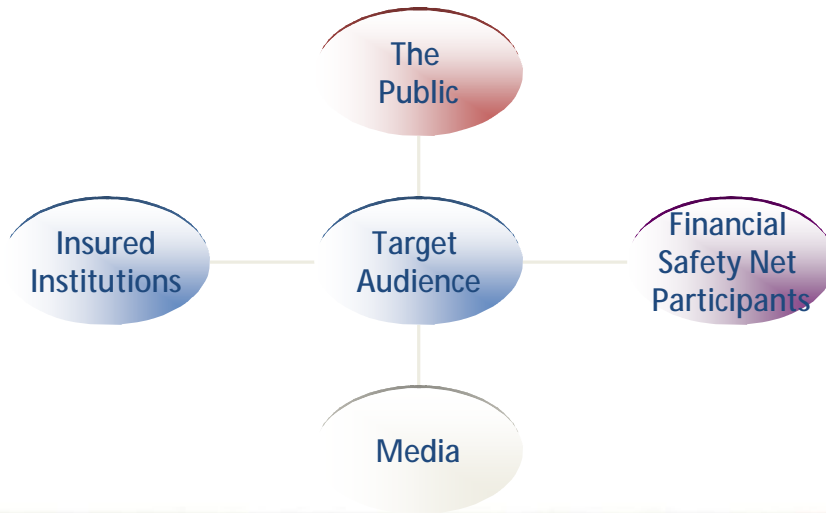 The
Public
Insured
Institutions
Target
Audience
Financial
Safety Net
Participants
Media